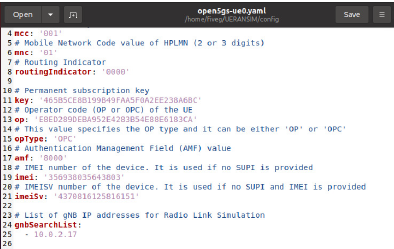 Open
open5gs-ue0.yaml
/home/fiveg/UERANSIM/config
Save
4 mcc: '001'
5 # Mobile Network Code value of HPLMN (2 or 3 digits)
6 mnc: '01'
7 # Routing Indicator
8 routingIndicator: '0000'
9
10 # Permanent subscription key
11 key: '465B5CE8B199B49FAA5F0A2EE238A6BC'
12 # Operator code (OP or OPC) of the UE
13 op: 'E8ED289DEBA952E4283B54E88E6183CA'
14 # This value specifies the OP type and it can be either 'OP' or 'OPC'
15 opType: 'OPC'
16 # Authentication Management Field (AMF) value
17 amf: '8000'
18 # IMEI number of the device. It is used if no SUPI is provided
19 imei: '356938035643803'
20 # IMEISV number of the device. It is used if no SUPI and IMEI is provided
21 imeiSv: '4370816125816151'
22
23 # List of gNB IP addresses for Radio Link Simulation
24 gnbSearchList:
25 - 10.0.2.17
26